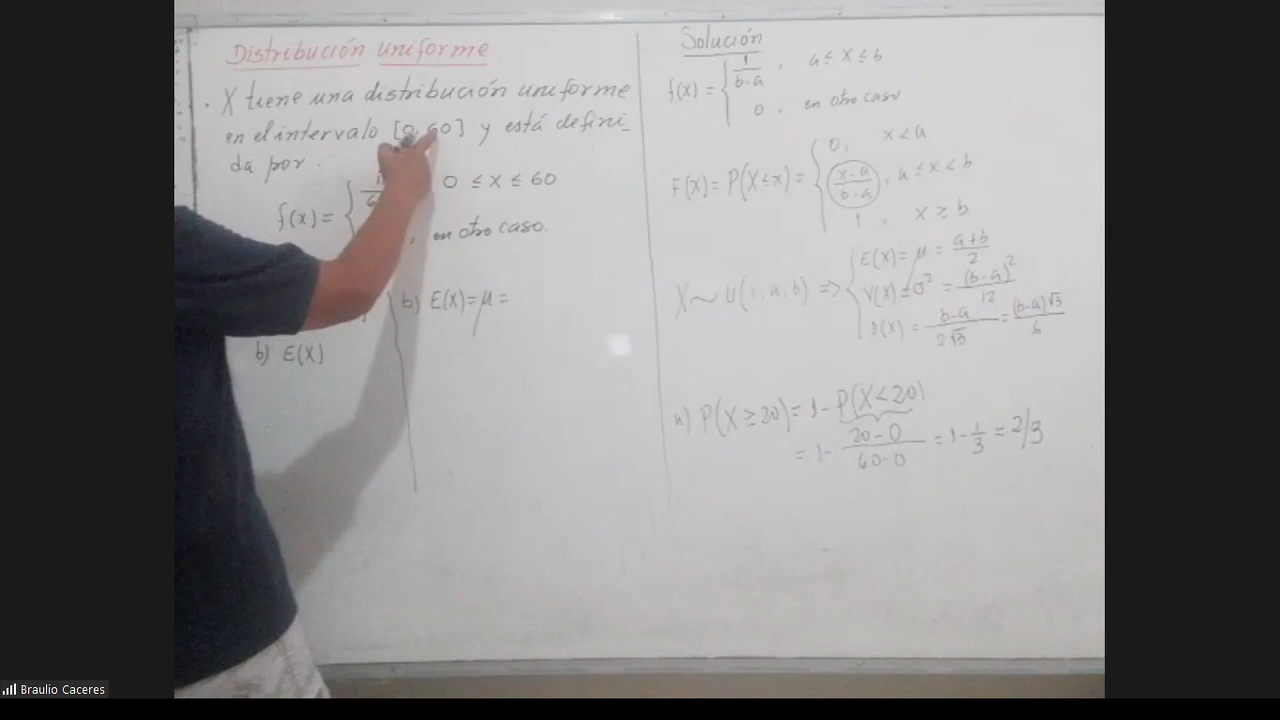 Distribución uniforme
. X tiene una distribución uniforme
en el intervalo [0, 60] y está defini-
da por.
f(x) = { 0 ≤ x ≤ 60
, en otro caso.
b) E(X)
b) E(X) = μ =
Solución
f(x) = { 1/(b-a) , a ≤ x ≤ b
0 , en otro caso
F(x) = P(X ≤ x) = { 0, x < a
(x-a)/(b-a) , a ≤ x < b
1 , x ≥ b
X ~ U( , a, b) ⇒ { E(X) = μ = (a+b)/2
V(X) = σ² = (b-a)²/12
D(X) = (b-a)/(2√3) = (b-a)√3/6
a) P(X ≥ 20) = 1 - P(X < 20)
= 1 - (20-0)/(60-0) = 1 - 1/3 = 2/3
Braulio Caceres